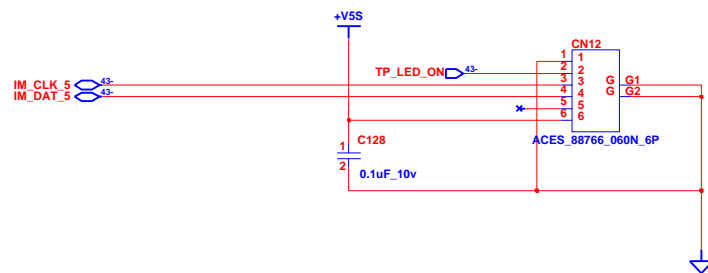 +V5S
CN12
1 1
TP_LED_ON 43- 2 2
IM_CLK_5 43- 3 3 G G1
IM_DAT_5 43- 4 4 G G2
5 5
6 6
1 C128
ACES_88766_060N_6P
2 0.1uF_10v